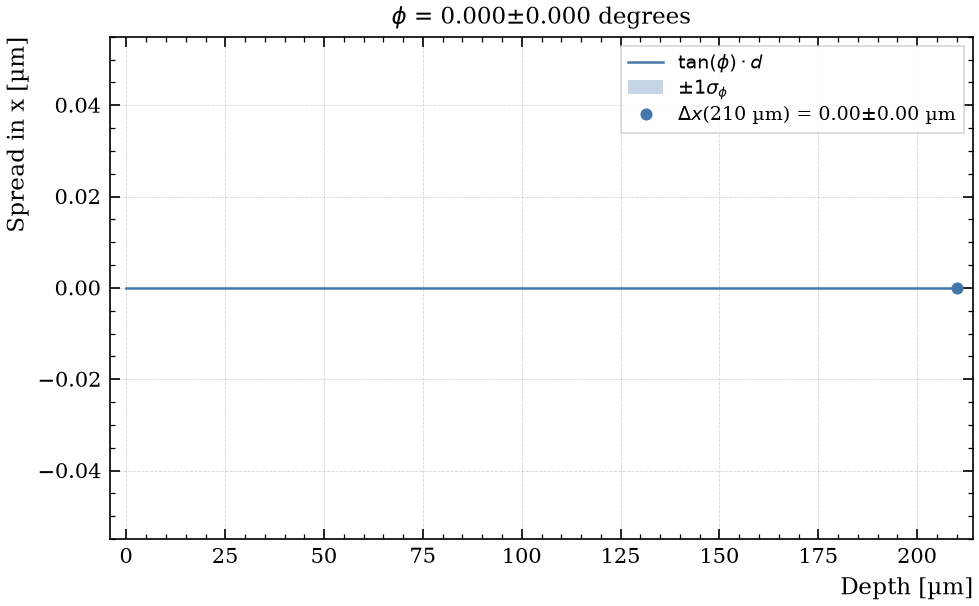 ϕ = 0.000±0.000 degrees
Spread in x [µm]
tan(ϕ) · d
±1σϕ
Δx(210 µm) = 0.00±0.00 µm
0.04
0.02
0.00
−0.02
−0.04
0 25 50 75 100 125 150 175 200
Depth [µm]